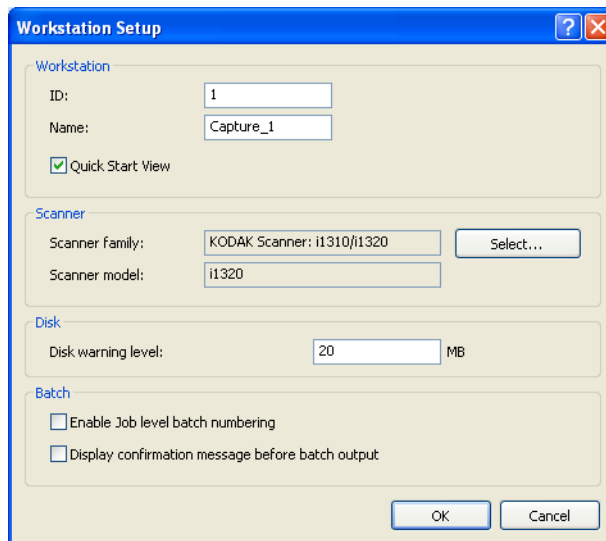 Workstation Setup
Workstation
ID: 1
Name: Capture_1
Quick Start View
Scanner
Scanner family: KODAK Scanner: i1310/i1320 Select...
Scanner model: i1320
Disk
Disk warning level: 20 MB
Batch
Enable Job level batch numbering
Display confirmation message before batch output
OK Cancel